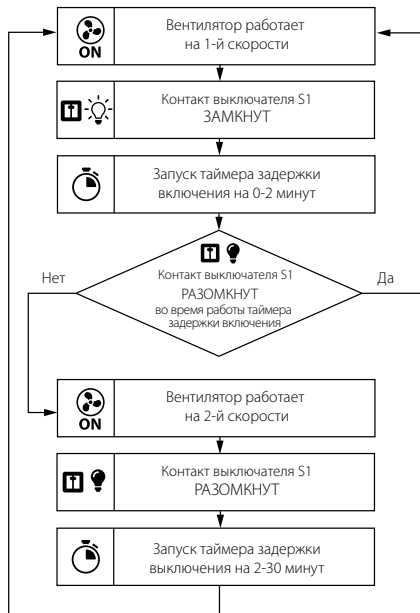 ON
Вентилятор работает
на 1-й скорости
Контакт выключателя S1
ЗАМКНУТ
Запуск таймера задержки
включения на 0-2 минут
Нет
Контакт выключателя S1
РАЗОМКНУТ
во время работы таймера
задержки включения
Да
ON
Вентилятор работает
на 2-й скорости
Контакт выключателя S1
РАЗОМКНУТ
Запуск таймера задержки
выключения на 2-30 минут